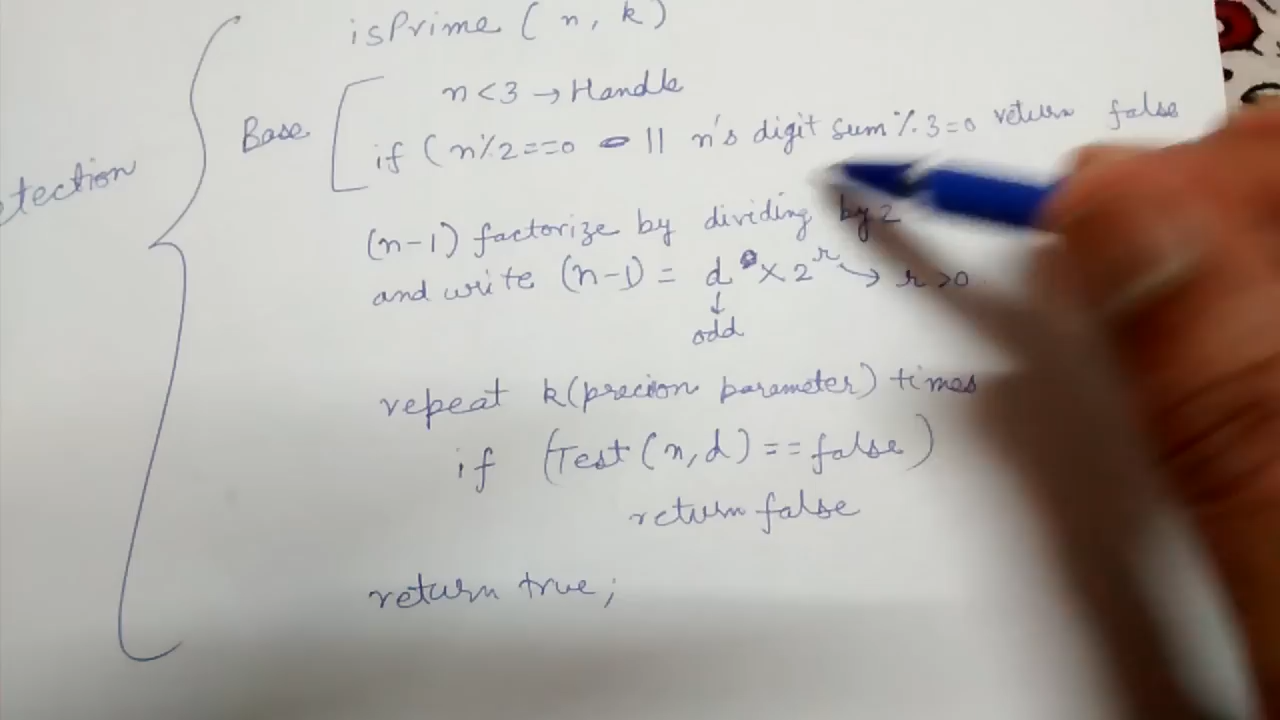 isPrime ( n, k )
n<3 → Handle
Base
if ( n%2==0 || n's digit sum % 3=0 return false
etection
(n-1) factorize by dividing by 2
and write (n-1) = d × 2^r → r>0
↓
odd
repeat k(precion parameter) times
if (Test(n,d) == false)
return false
return true;